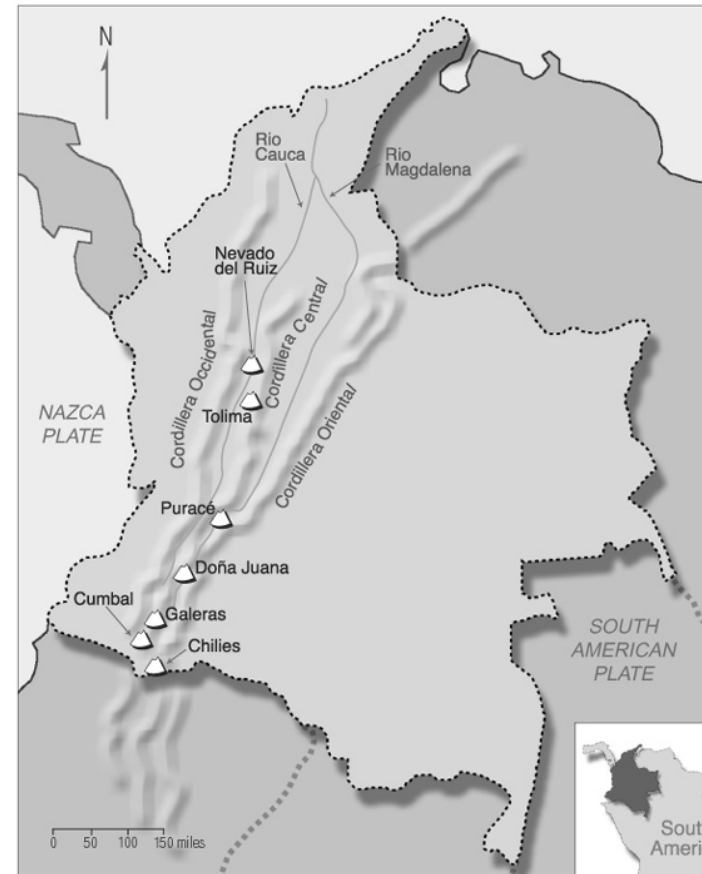 N
Rio
Cauca
Rio
Magdalena
Nevado
del Ruiz
Cordillera Occidental
Cordillera Central
Tolima
NAZCA
PLATE
Cordillera Oriental
Puracé
Doña Juana
Cumbal
Galeras
Chilies
SOUTH
AMERICAN
PLATE
0 50 100 150 miles
Sout
Ameri